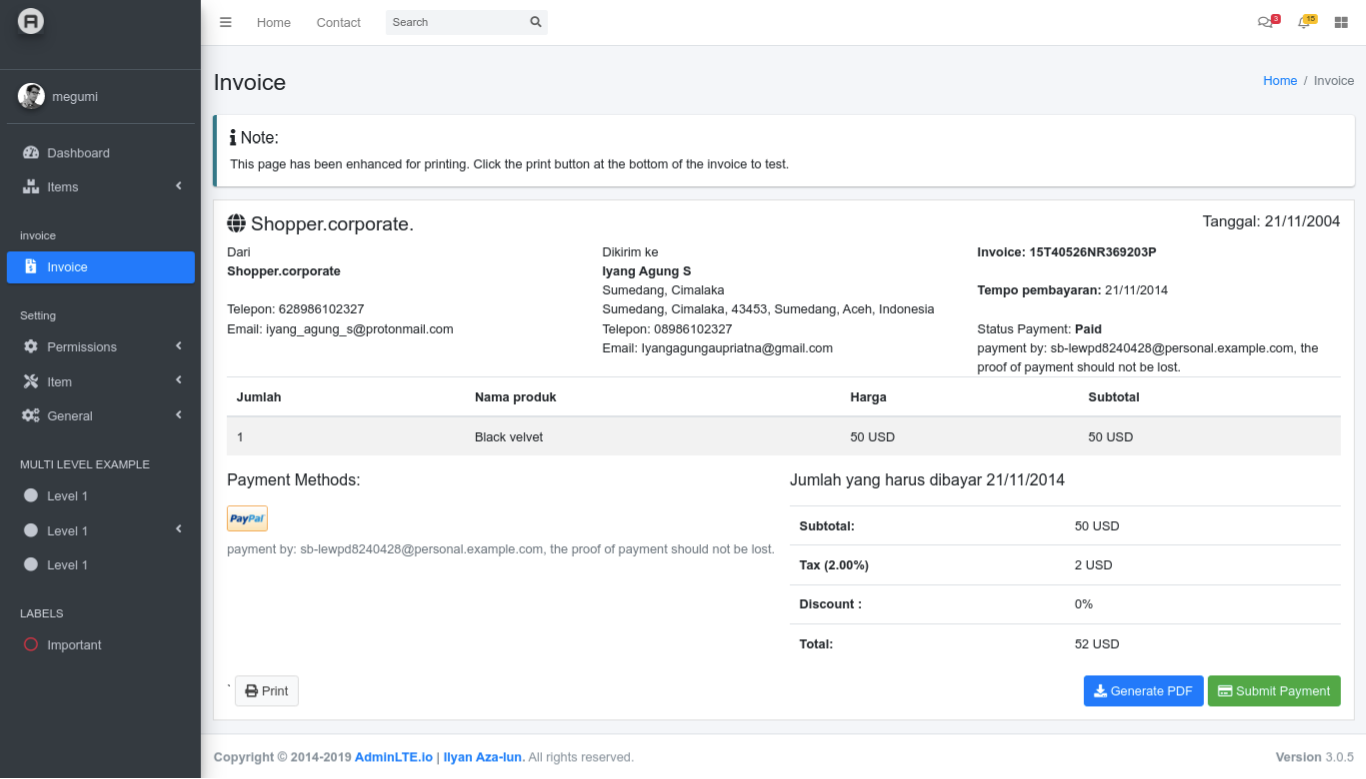 A
Home Contact Search 3 15
megumi
Dashboard
Items
invoice
Invoice
Setting
Permissions
Item
General
MULTI LEVEL EXAMPLE
Level 1
Level 1
Level 1
LABELS
Important
Invoice
Home / Invoice
Note:
This page has been enhanced for printing. Click the print button at the bottom of the invoice to test.
Shopper.corporate.
Tanggal: 21/11/2004
Dari
Shopper.corporate
Telepon: 628986102327
Email: iyang_agung_s@protonmail.com
Dikirim ke
Iyang Agung S
Sumedang, Cimalaka
Sumedang, Cimalaka, 43453, Sumedang, Aceh, Indonesia
Telepon: 08986102327
Email: Iyangagungaupriatna@gmail.com
Invoice: 15T40526NR369203P
Tempo pembayaran: 21/11/2014
Status Payment: Paid
payment by: sb-lewpd8240428@personal.example.com, the
proof of payment should not be lost.
Jumlah Nama produk Harga Subtotal
1 Black velvet 50 USD 50 USD
Payment Methods:
PayPal
payment by: sb-lewpd8240428@personal.example.com, the proof of payment should not be lost.
Jumlah yang harus dibayar 21/11/2014
Subtotal: 50 USD
Tax (2.00%) 2 USD
Discount : 0%
Total: 52 USD
` Print
Generate PDF
Submit Payment
Copyright © 2014-2019 AdminLTE.io | Ilyan Aza-lun. All rights reserved.
Version 3.0.5